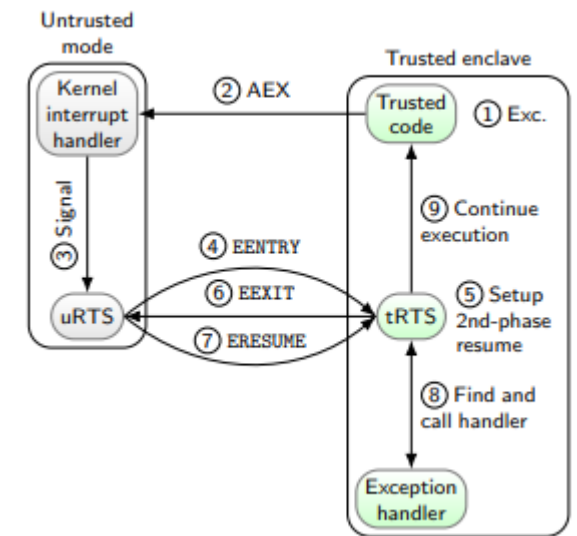 Untrusted
mode
Trusted enclave
Kernel
interrupt
handler
② AEX
Trusted
code
① Exc.
③ Signal
⑨ Continue
execution
④ EENTRY
⑥ EEXIT
⑦ ERESUME
uRTS
tRTS
⑤ Setup
2nd-phase
resume
⑧ Find and
call handler
Exception
handler